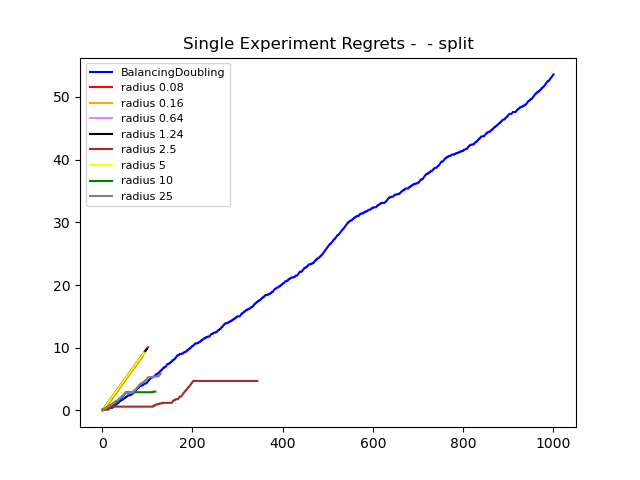 Single Experiment Regrets -  - split
BalancingDoubling
radius 0.08
radius 0.16
radius 0.64
radius 1.24
radius 2.5
radius 5
radius 10
radius 25
50
40
30
20
10
0
0 200 400 600 800 1000